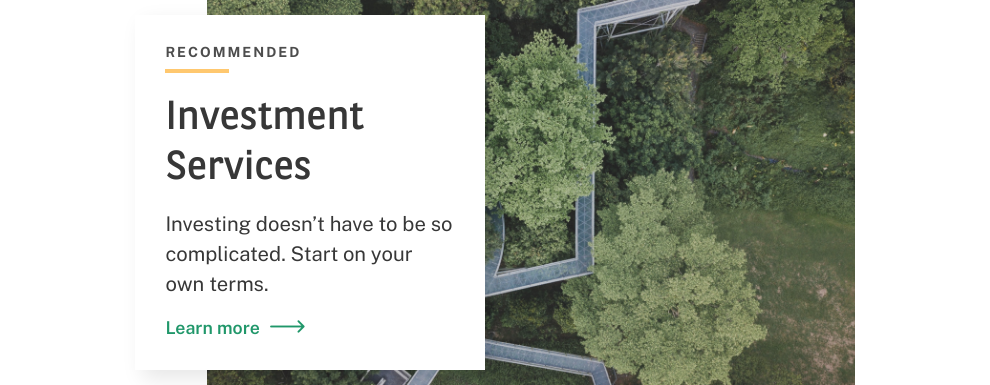 RECOMMENDED
Investment
Services
Investing doesn’t have to be so
complicated. Start on your
own terms.
Learn more